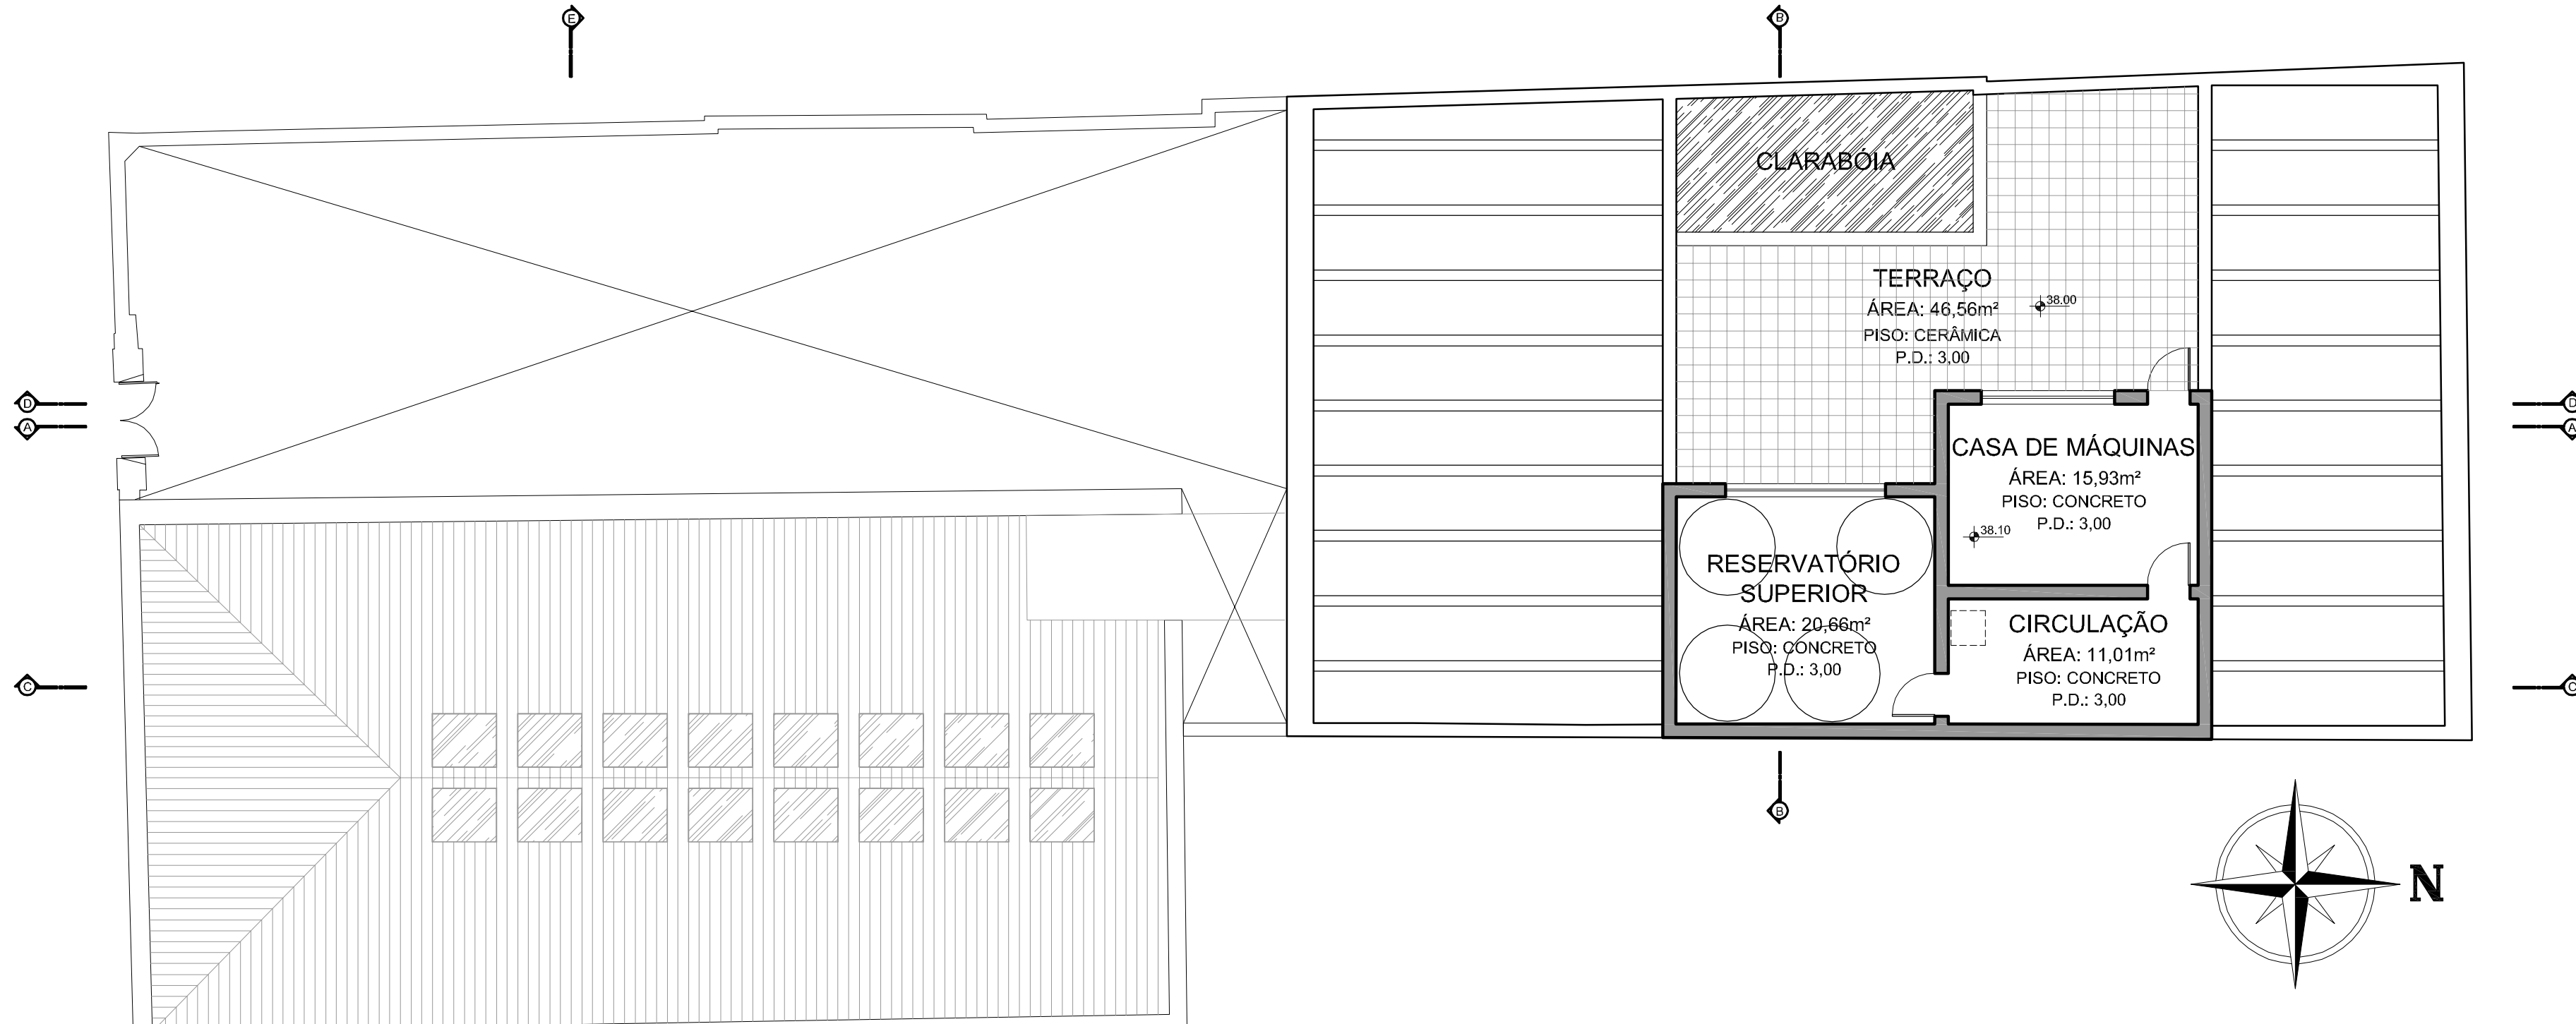 E
B
CLARABÓIA
TERRAÇO
ÁREA: 46,56m²
PISO: CERÂMICA
P.D.: 3,00
38.00
D
A
D
A
CASA DE MÁQUINAS
ÁREA: 15,93m²
PISO: CONCRETO
P.D.: 3,00
38.10
RESERVATÓRIO
SUPERIOR
ÁREA: 20,66m²
PISO: CONCRETO
P.D.: 3,00
CIRCULAÇÃO
ÁREA: 11,01m²
PISO: CONCRETO
P.D.: 3,00
C
C
B
N